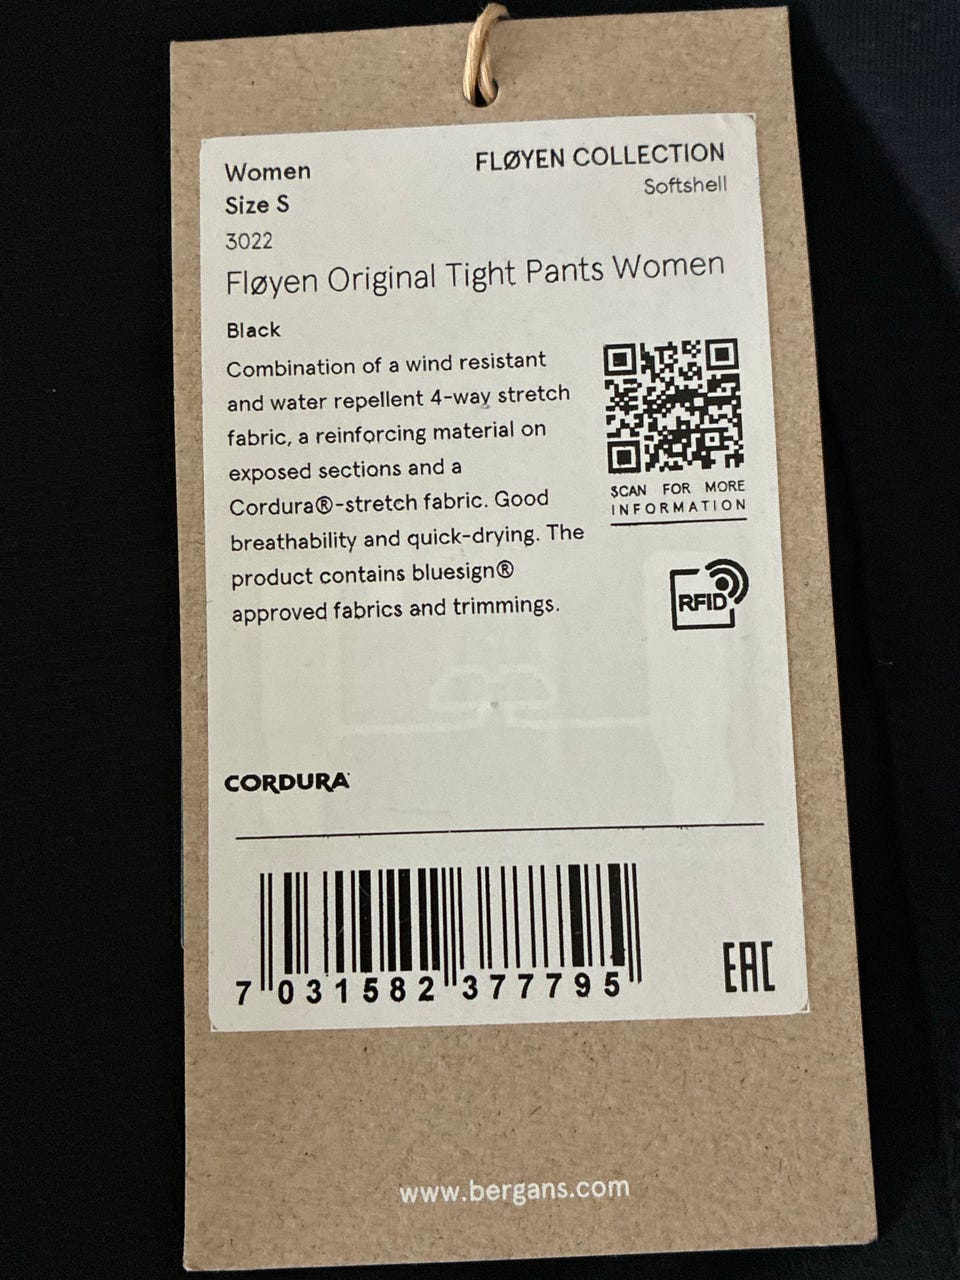 Women
FLØYEN COLLECTION
Size S
Softshell
3022
Fløyen Original Tight Pants Women
Black
Combination of a wind resistant
and water repellent 4-way stretch
fabric, a reinforcing material on
exposed sections and a
Cordura®-stretch fabric. Good
breathability and quick-drying. The
product contains bluesign®
approved fabrics and trimmings.
SCAN FOR MORE
INFORMATION
RFID
CORDURA
7 031582 377795
EAC
www.bergans.com